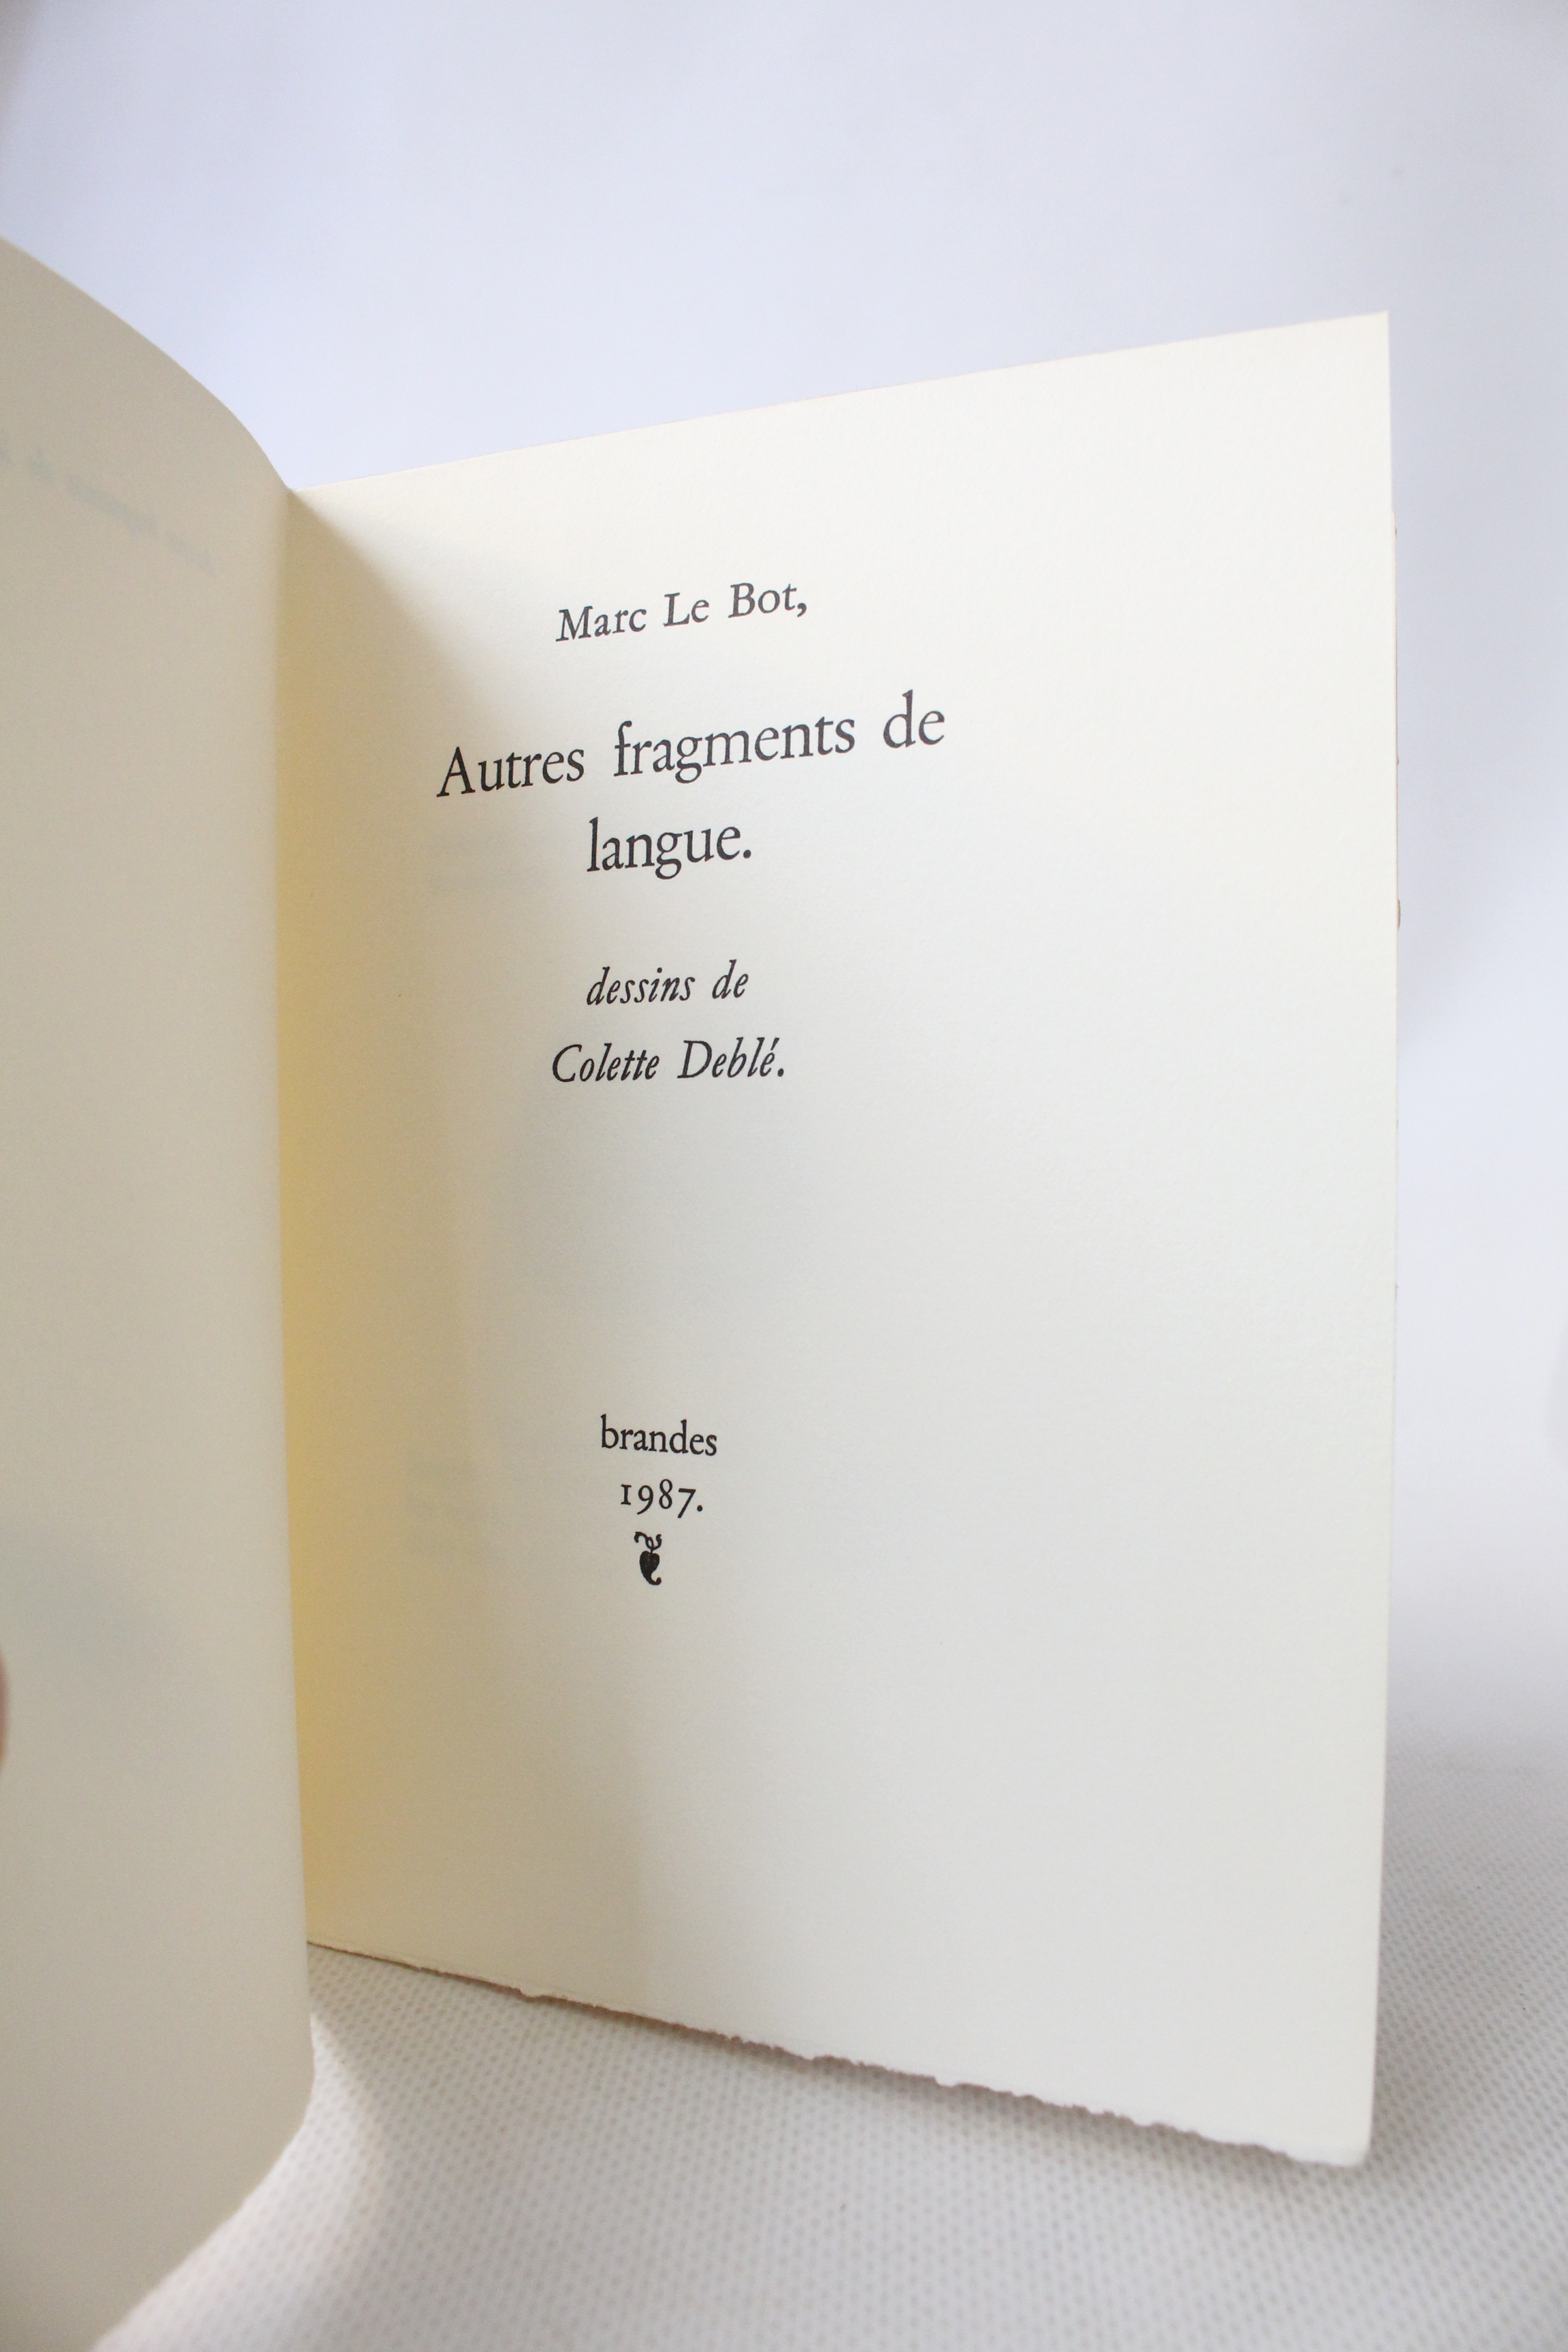 Marc Le Bot,
Autres fragments de
langue.
dessins de
Colette Deblé.
brandes
1987.